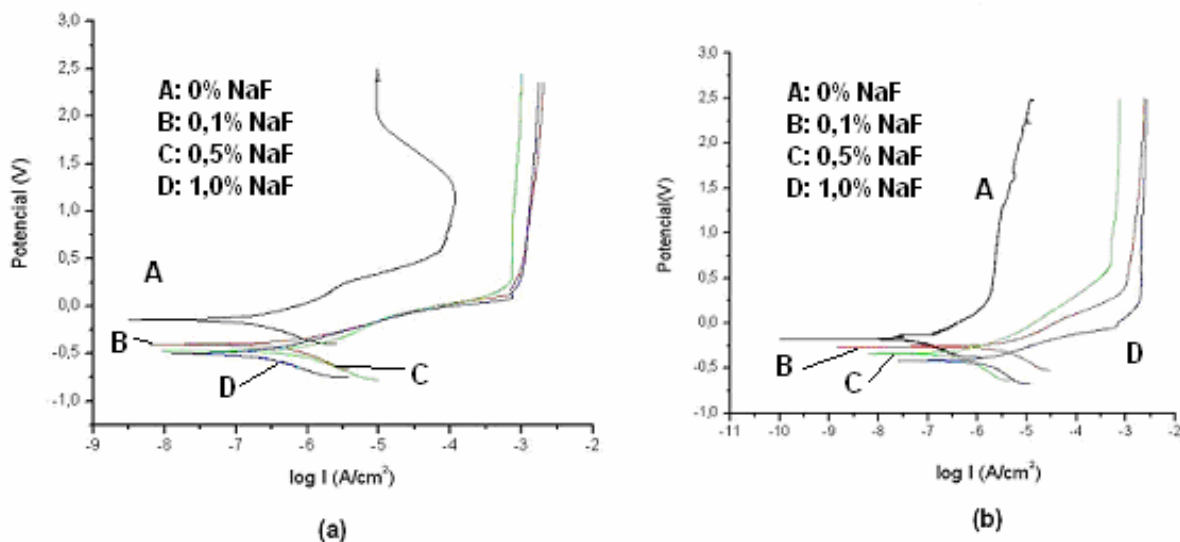 3,0
2,5
2,0
1,5
1,0
0,5
0,0
-0,5
-1,0
Potencial (V)
A: 0% NaF
B: 0,1% NaF
C: 0,5% NaF
D: 1,0% NaF
A
B
C
D
-9 -8 -7 -6 -5 -4 -3 -2
log I (A/cm²)
(a)
3,0
2,5
2,0
1,5
1,0
0,5
0,0
-0,5
-1,0
Potencial(V)
A: 0% NaF
B: 0,1% NaF
C: 0,5% NaF
D: 1,0% NaF
A
B
C
D
-11 -10 -9 -8 -7 -6 -5 -4 -3 -2
log I (A/cm²)
(b)